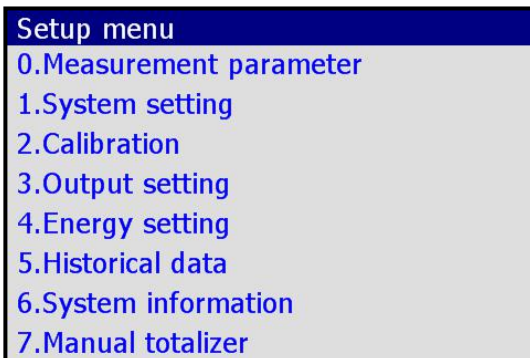 Setup menu
0.Measurement parameter
1.System setting
2.Calibration
3.Output setting
4.Energy setting
5.Historical data
6.System information
7.Manual totalizer